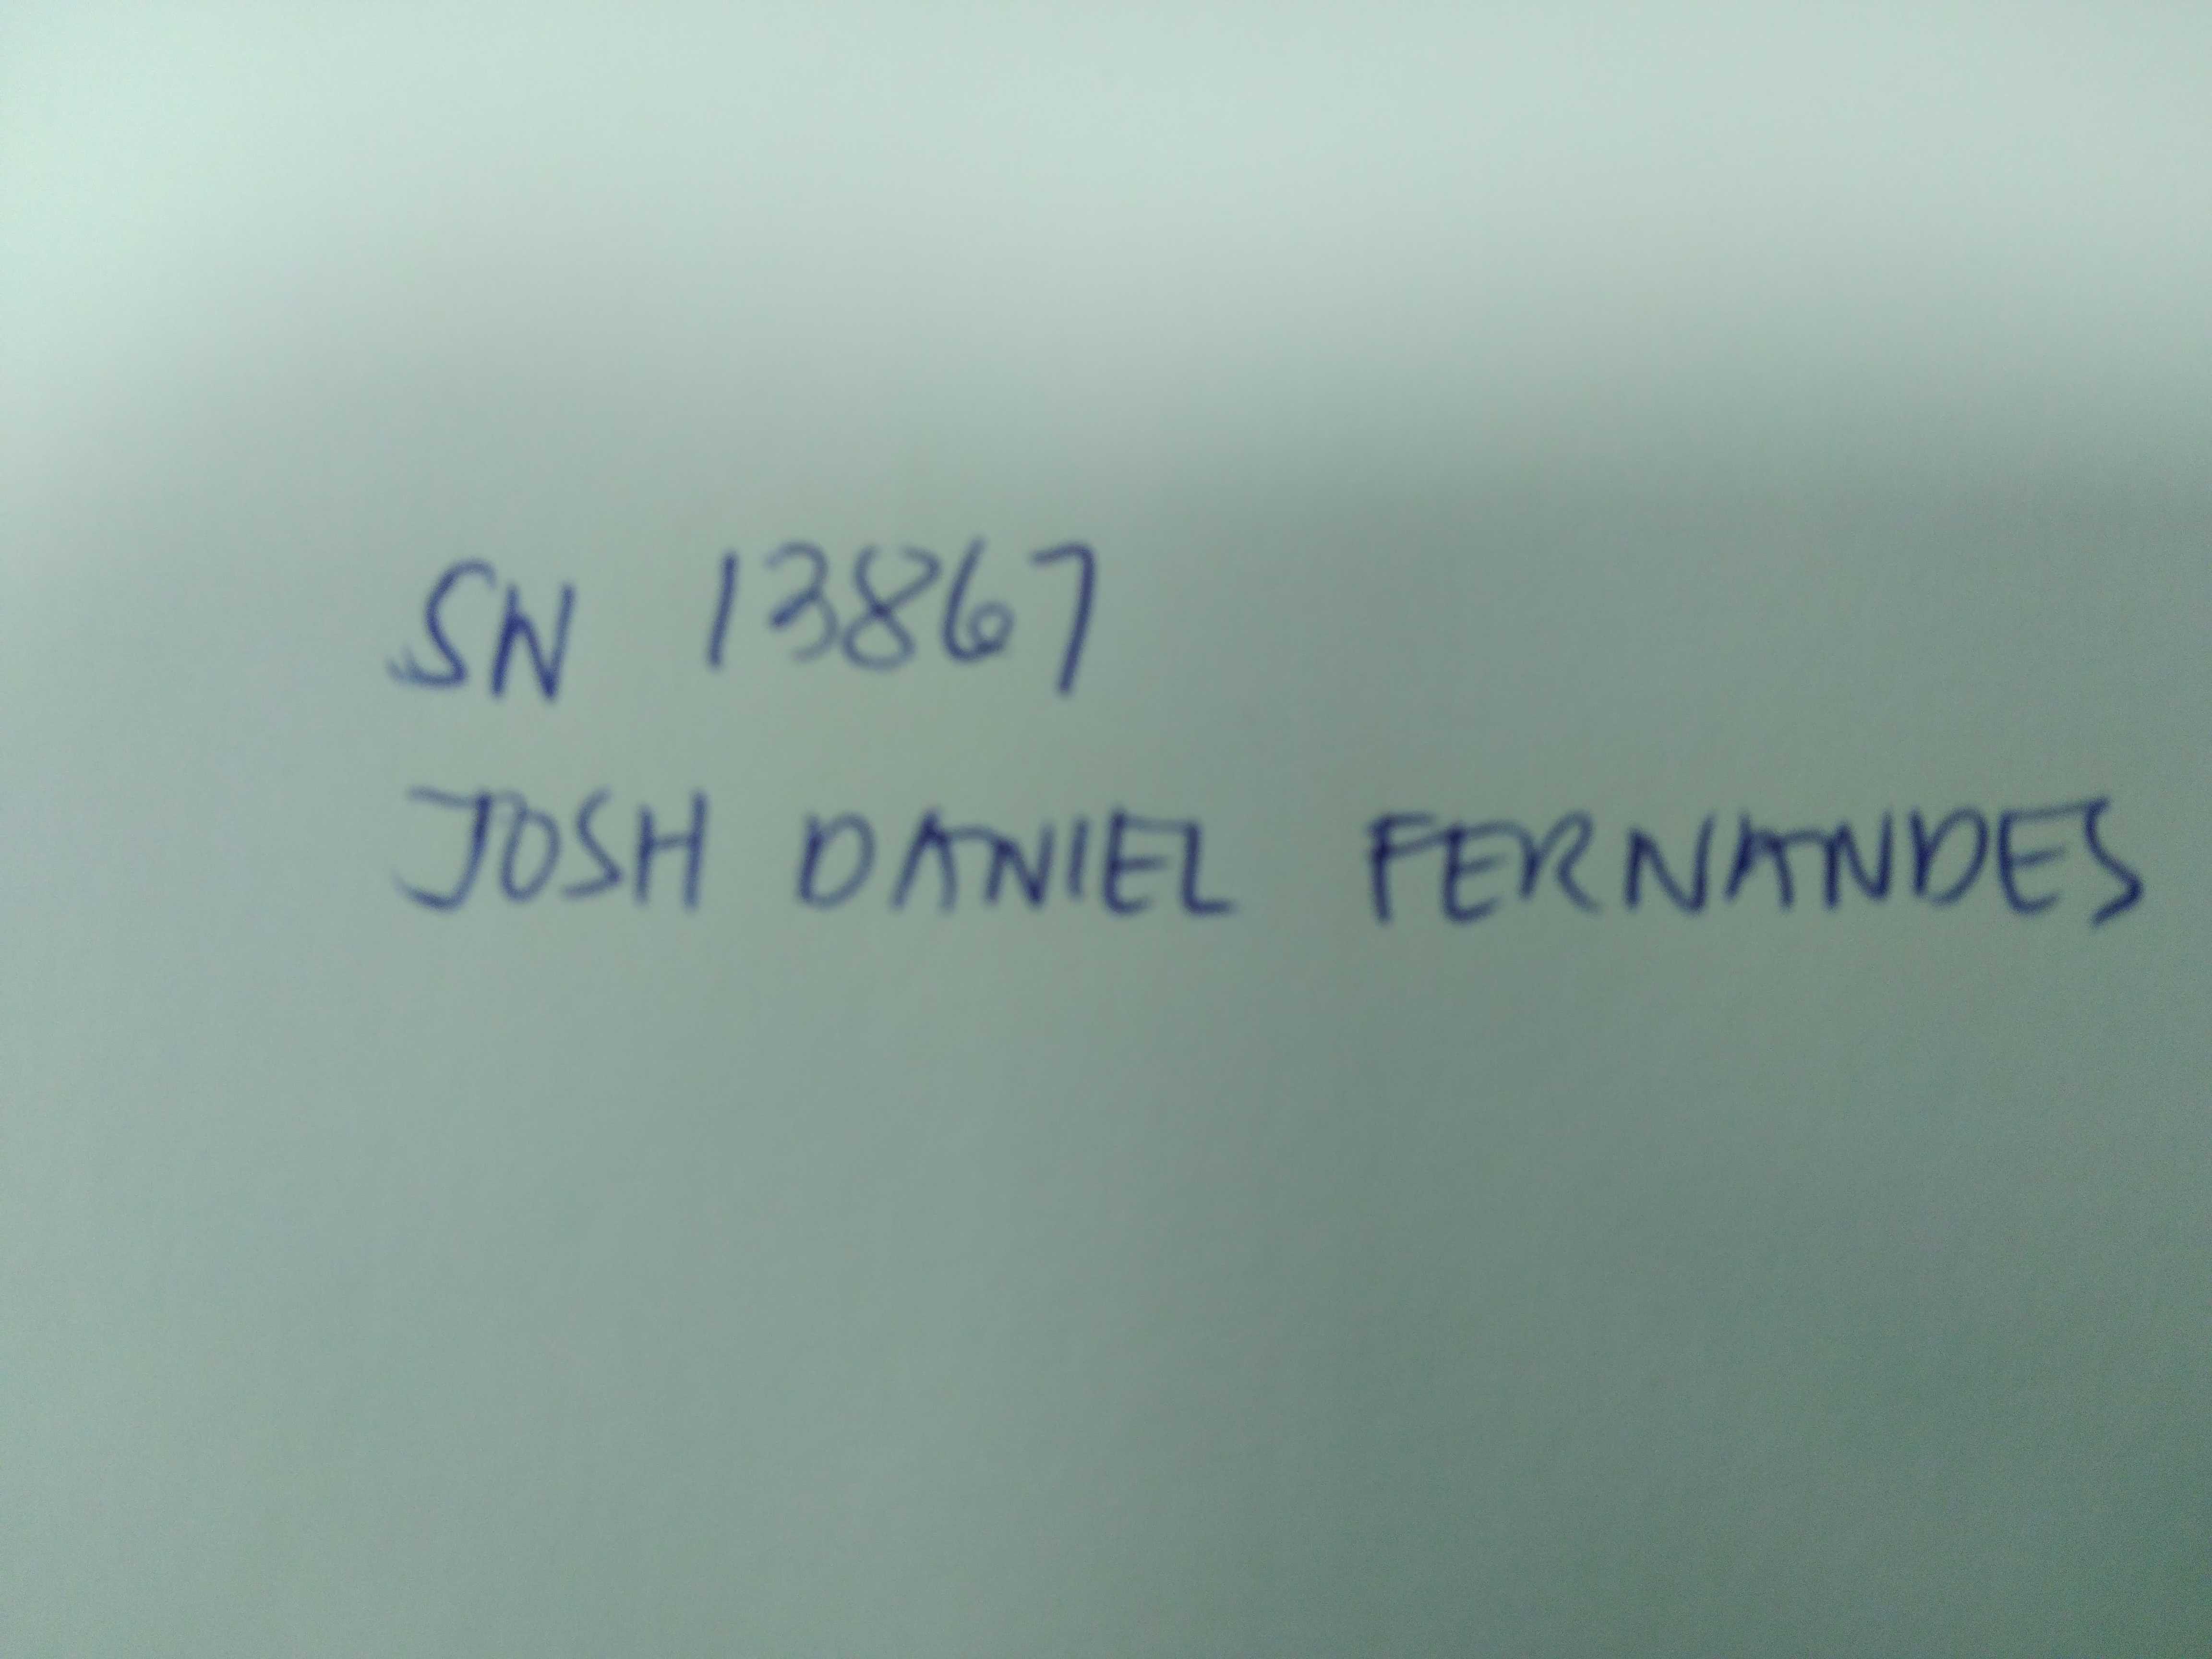 SN 13867
JOSH DANIEL FERNANDES